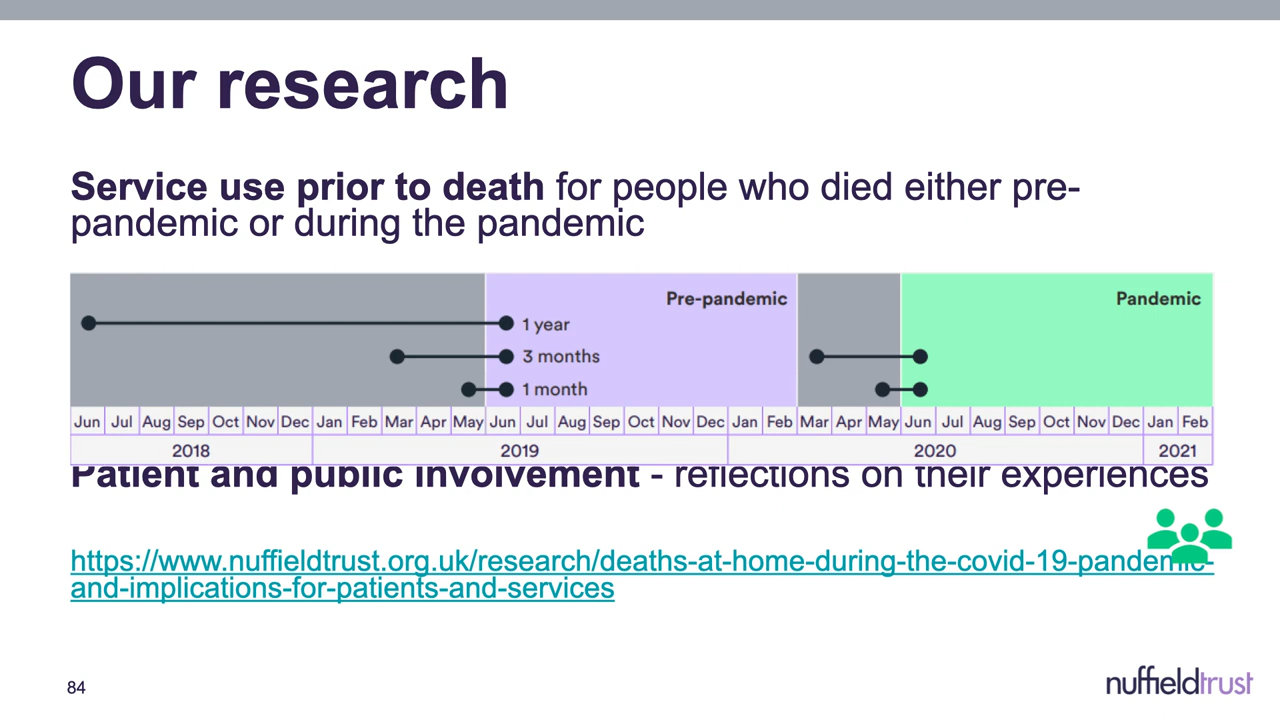 Our research
Service use prior to death for people who died either pre-
pandemic or during the pandemic
Pre-pandemic
Pandemic
1 year
3 months
1 month
Jun Jul Aug Sep Oct Nov Dec Jan Feb Mar Apr May Jun Jul Aug Sep Oct Nov Dec Jan Feb Mar Apr May Jun Jul Aug Sep Oct Nov Dec Jan Feb
2018 2019 2020 2021
Patient and public involvement - reflections on their experiences
https://www.nuffieldtrust.org.uk/research/deaths-at-home-during-the-covid-19-pandemic-
and-implications-for-patients-and-services
84
nuffieldtrust